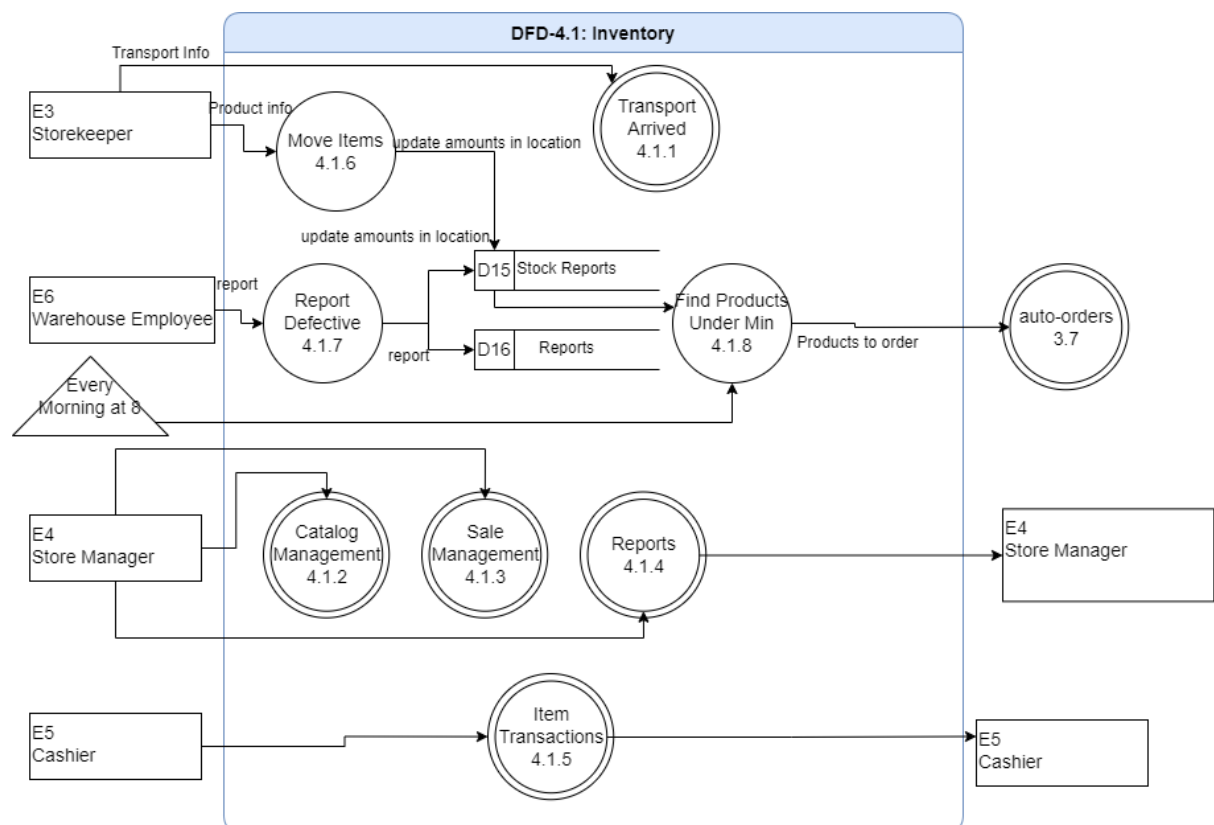 DFD-4.1: Inventory
Transport Info
E3
Storekeeper
Product info
Move Items
4.1.6
update amounts in location
Transport
Arrived
4.1.1
update amounts in location
E6
Warehouse Employee
report
Report
Defective
4.1.7
report
D15
Stock Reports
D16
Reports
Find Products
Under Min
4.1.8
Products to order
auto-orders
3.7
Every
Morning at 8
E4
Store Manager
Catalog
Management
4.1.2
Sale
Management
4.1.3
Reports
4.1.4
E4
Store Manager
E5
Cashier
Item
Transactions
4.1.5
E5
Cashier